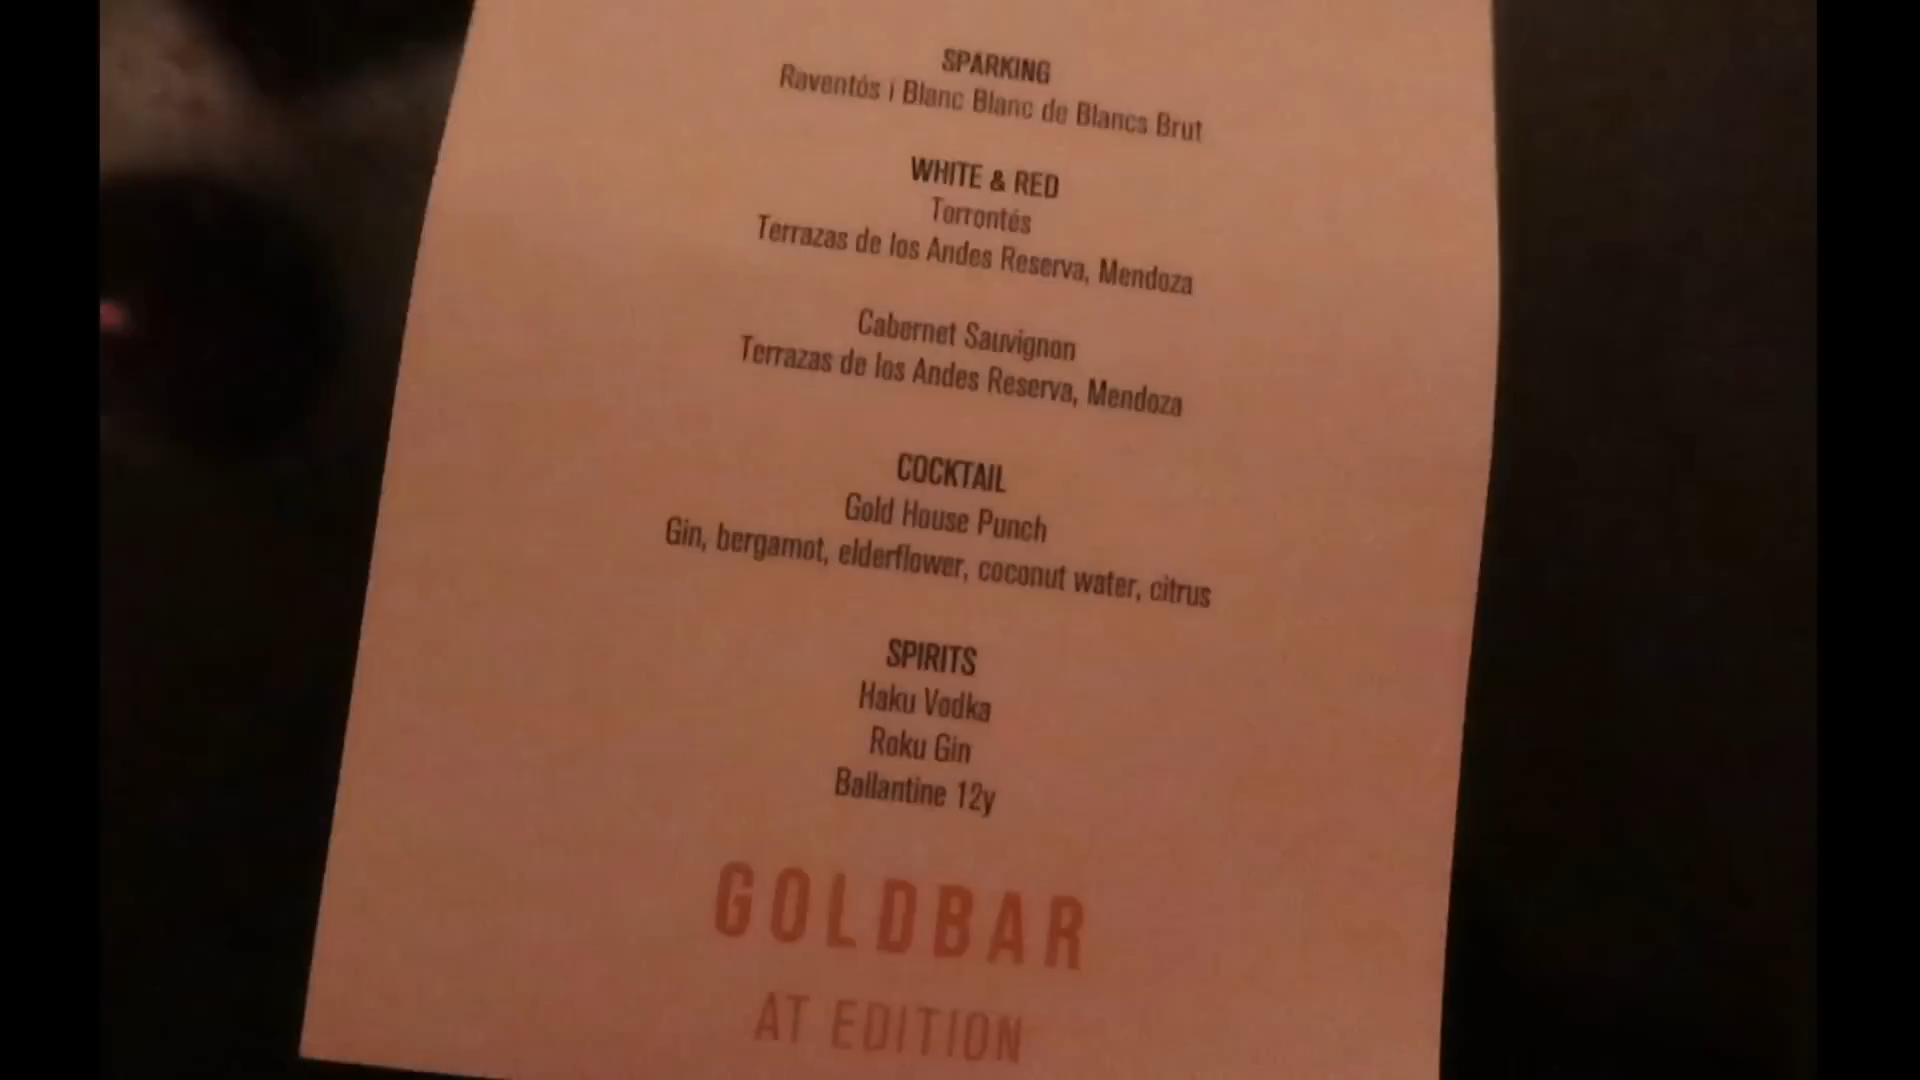 SPARKING
Raventós i Blanc Blanc de Blancs Brut
WHITE & RED
Torrontés
Terrazas de los Andes Reserva, Mendoza
Cabernet Sauvignon
Terrazas de los Andes Reserva, Mendoza
COCKTAIL
Gold House Punch
Gin, bergamot, elderflower, coconut water, citrus
SPIRITS
Haku Vodka
Roku Gin
Ballantine 12y
GOLDBAR
AT EDITION